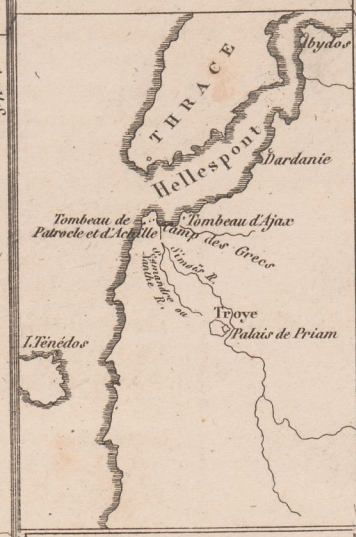 Abydos
THRACE
Hellespont
Dardanie
Tombeau de
Patrocle et d'Achille
Tombeau d'Ajax
Camp des Grecs
Simoïs R.
Scamandre ou
Xanthe R.
Troye
Palais de Priam
I. Ténédos